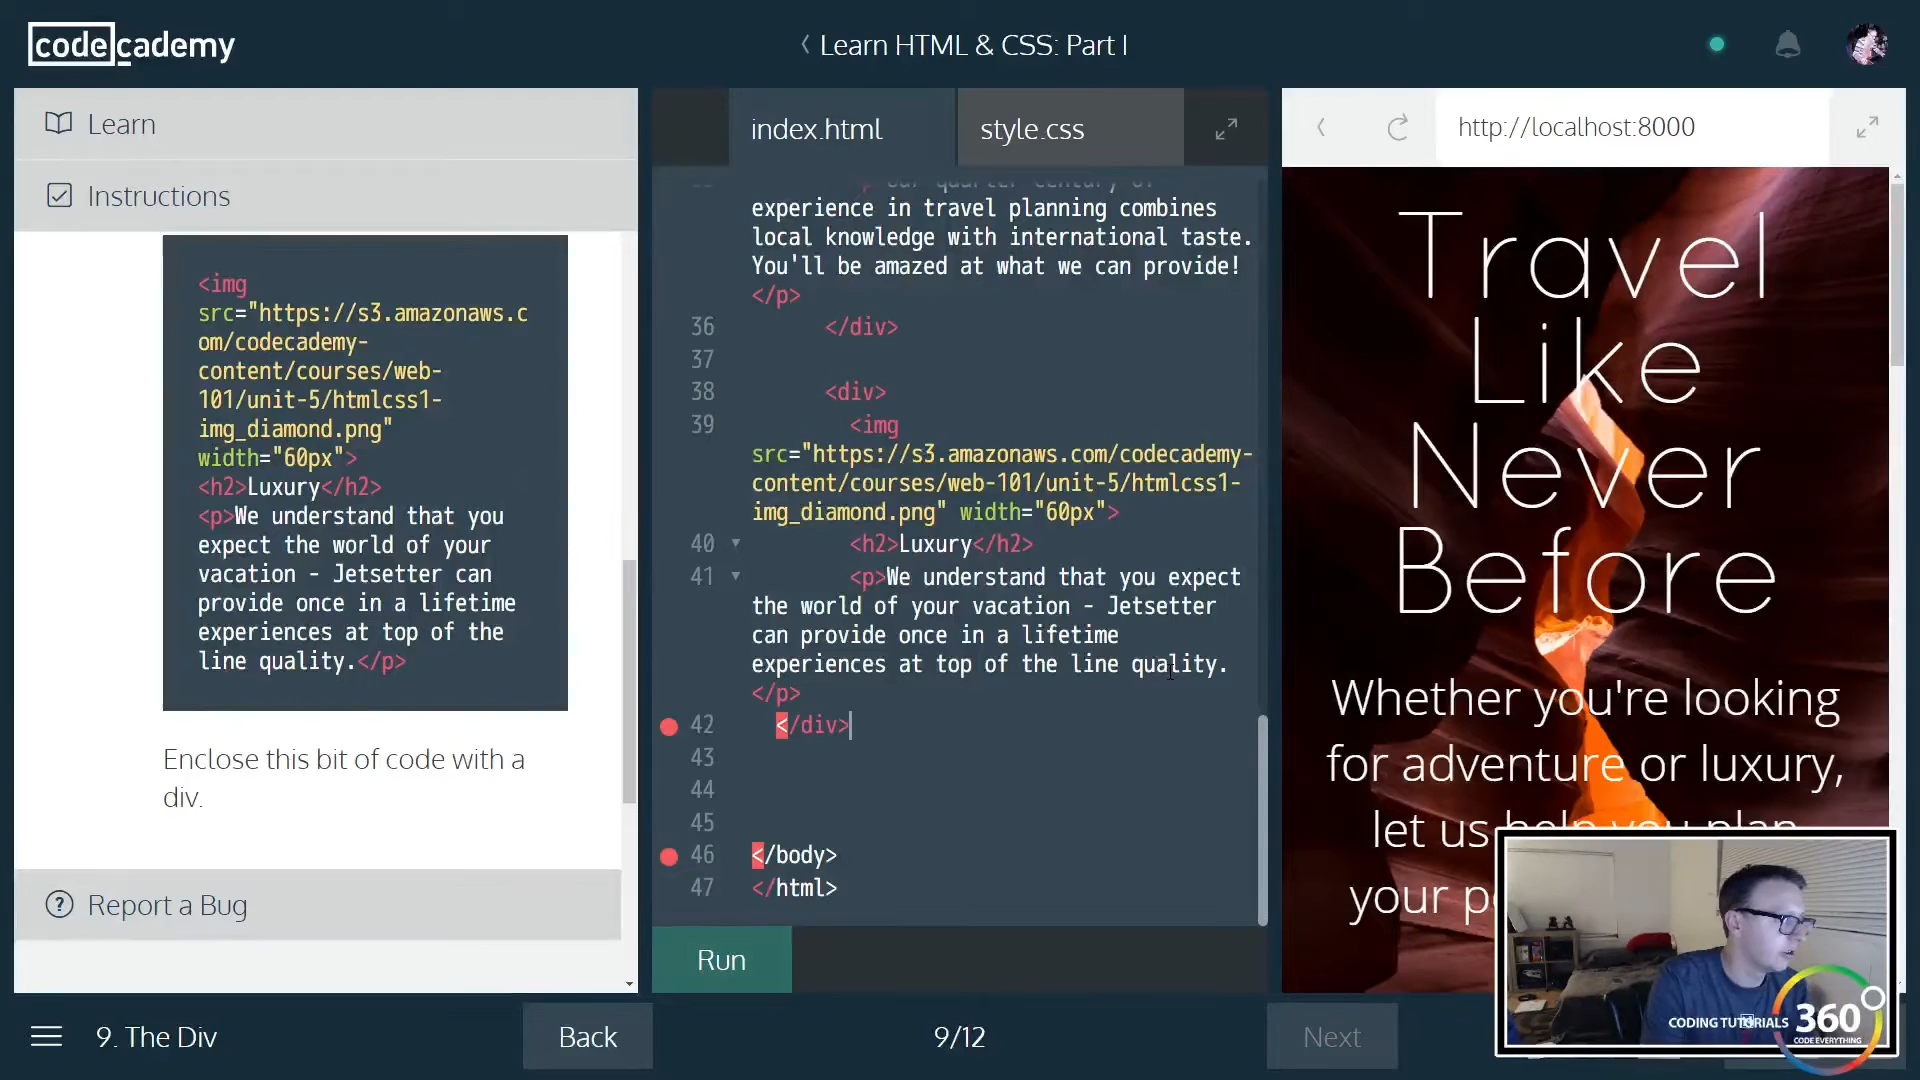 codecademy
Learn HTML & CSS: Part I
Learn
Instructions
<img
src="https://s3.amazonaws.c
om/codecademy-
content/courses/web-
101/unit-5/htmlcss1-
img_diamond.png"
width="60px">
<h2>Luxury</h2>
<p>We understand that you
expect the world of your
vacation - Jetsetter can
provide once in a lifetime
experiences at top of the
line quality.</p>
Enclose this bit of code with a
div.
Report a Bug
index.html
style.css
experience in travel planning combines
local knowledge with international taste.
You'll be amazed at what we can provide!
</p>
36 </div>
37
38 <div>
39 <img
src="https://s3.amazonaws.com/codecademy-
content/courses/web-101/unit-5/htmlcss1-
img_diamond.png" width="60px">
40 <h2>Luxury</h2>
41 <p>We understand that you expect
the world of your vacation - Jetsetter
can provide once in a lifetime
experiences at top of the line quality.
</p>
42 </div>
43
44
45
46 </body>
47 </html>
Run
http://localhost:8000
Travel
Like
Never
Before
Whether you're looking
for adventure or luxury,
let us help you plan
your
CODING TUTORIALS 360
CODE EVERYTHING
9. The Div
Back
9/12
Next